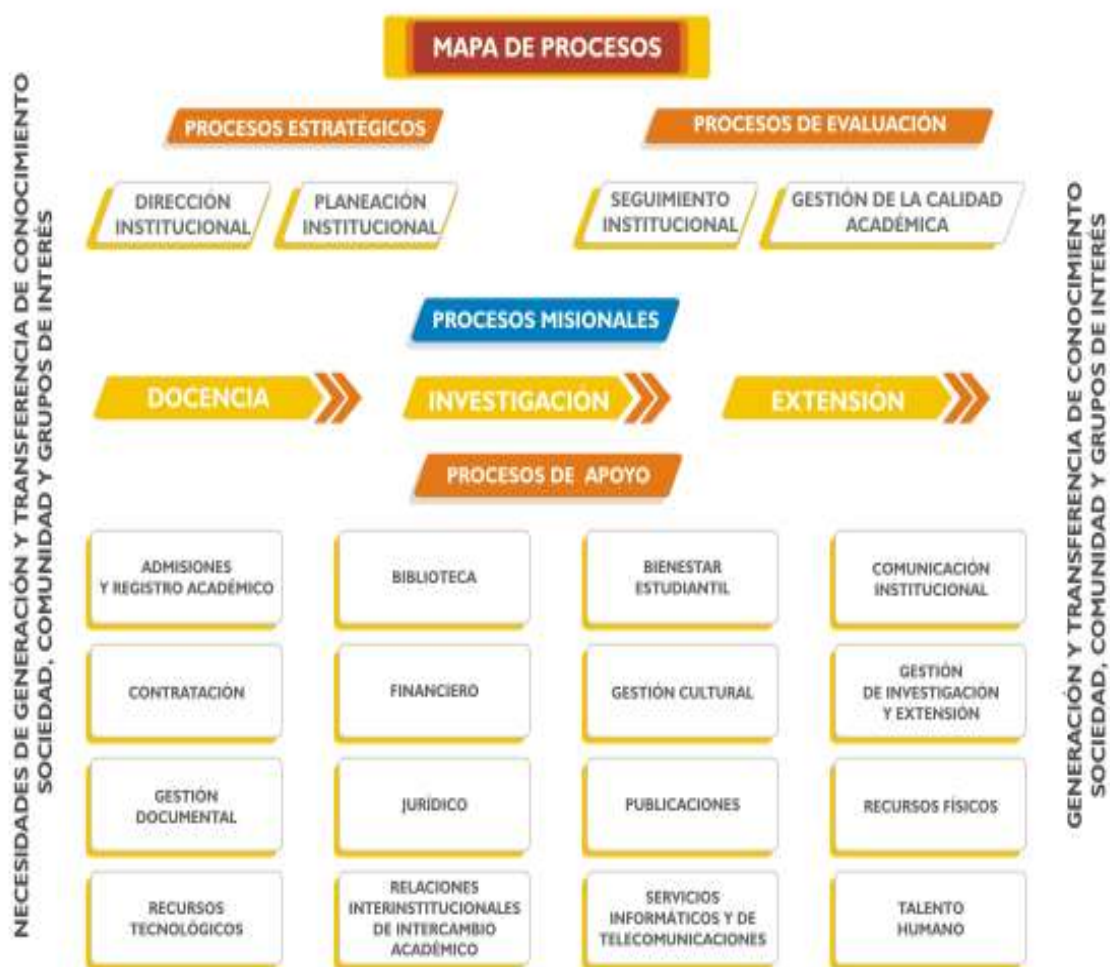 MAPA DE PROCESOS
NECESIDADES DE GENERACIÓN Y TRANSFERENCIA DE CONOCIMIENTO
SOCIEDAD, COMUNIDAD Y GRUPOS DE INTERÉS
PROCESOS ESTRATÉGICOS
PROCESOS DE EVALUACIÓN
DIRECCIÓN
INSTITUCIONAL
PLANEACIÓN
INSTITUCIONAL
SEGUIMIENTO
INSTITUCIONAL
GESTIÓN DE LA CALIDAD
ACADÉMICA
PROCESOS MISIONALES
DOCENCIA
INVESTIGACIÓN
EXTENSIÓN
PROCESOS DE APOYO
ADMISIONES
Y REGISTRO ACADÉMICO
BIBLIOTECA
BIENESTAR
ESTUDIANTIL
COMUNICACIÓN
INSTITUCIONAL
CONTRATACIÓN
FINANCIERO
GESTIÓN CULTURAL
GESTIÓN
DE INVESTIGACIÓN
Y EXTENSIÓN
GESTIÓN
DOCUMENTAL
JURÍDICO
PUBLICACIONES
RECURSOS FÍSICOS
RECURSOS
TECNOLÓGICOS
RELACIONES
INTERINSTITUCIONALES
DE INTERCAMBIO
ACADÉMICO
SERVICIOS
INFORMÁTICOS Y DE
TELECOMUNICACIONES
TALENTO
HUMANO
GENERACIÓN Y TRANSFERENCIA DE CONOCIMIENTO
SOCIEDAD, COMUNIDAD Y GRUPOS DE INTERÉS